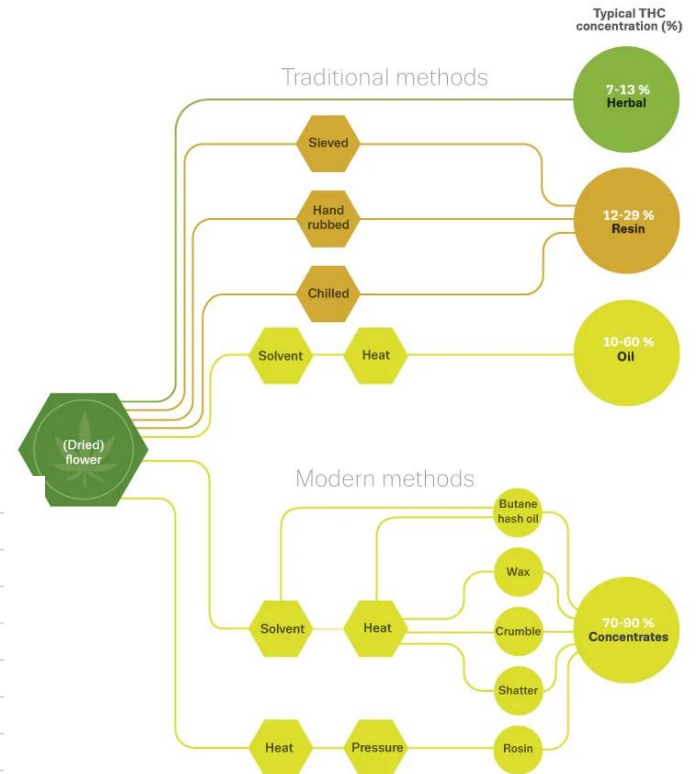 Typical THC
concentration (%)
Traditional methods
7-13 %
Herbal
Sieved
Hand
rubbed
12-29 %
Resin
Chilled
Solvent
Heat
10-60 %
Oil
(Dried)
flower
Modern methods
Butane
hash oil
Wax
Solvent
Heat
Crumble
70-90 %
Concentrates
Shatter
Heat
Pressure
Rosin